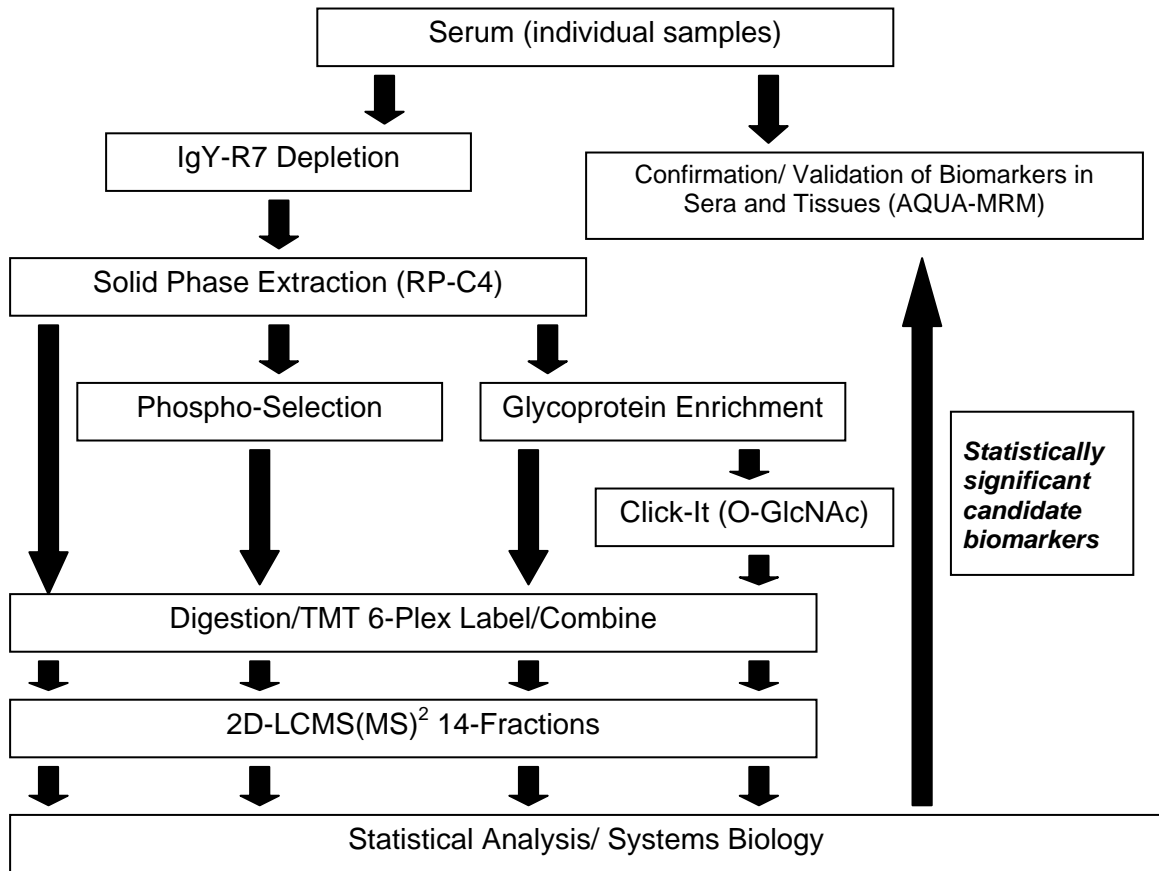 Serum (individual samples)
IgY-R7 Depletion
Confirmation/ Validation of Biomarkers in
Sera and Tissues (AQUA-MRM)
Solid Phase Extraction (RP-C4)
Phospho-Selection
Glycoprotein Enrichment
Click-It (O-GlcNAc)
Statistically
significant
candidate
biomarkers
Digestion/TMT 6-Plex Label/Combine
2D-LCMS(MS)² 14-Fractions
Statistical Analysis/ Systems Biology